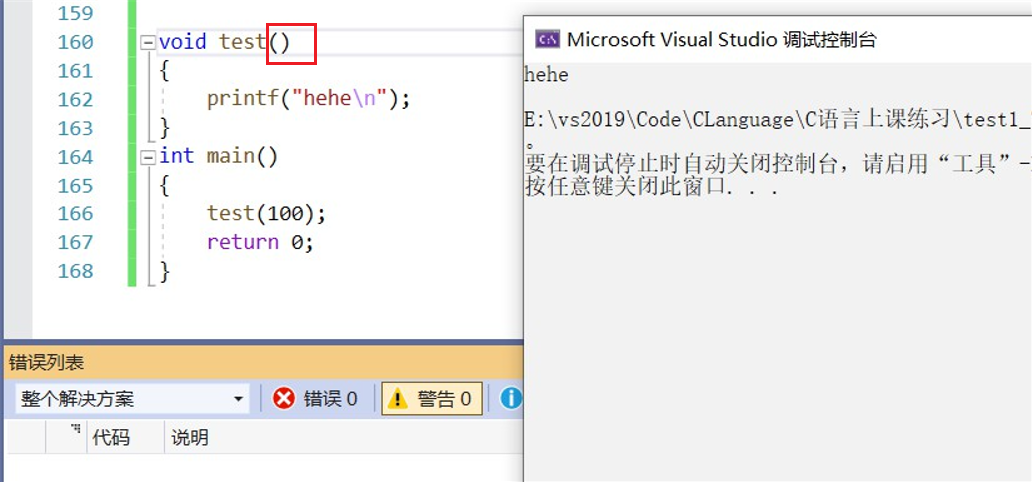 159
160 void test()
161 {
162 printf("hehe\n");
163 }
164 int main()
165 {
166 test(100);
167 return 0;
168 }
错误列表
整个解决方案 错误 0 警告 0
代码 说明
Microsoft Visual Studio 调试控制台
hehe
E:\vs2019\Code\CLanguage\C语言上课练习\test1_
。
要在调试停止时自动关闭控制台，请启用“工具”-
按任意键关闭此窗口. . .